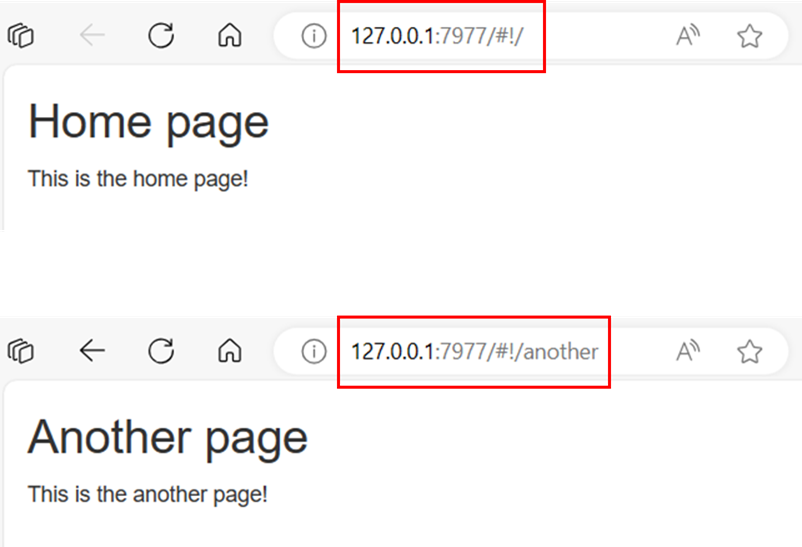 127.0.0.1:7977/#!/
Home page
This is the home page!
127.0.0.1:7977/#!/another
Another page
This is the another page!